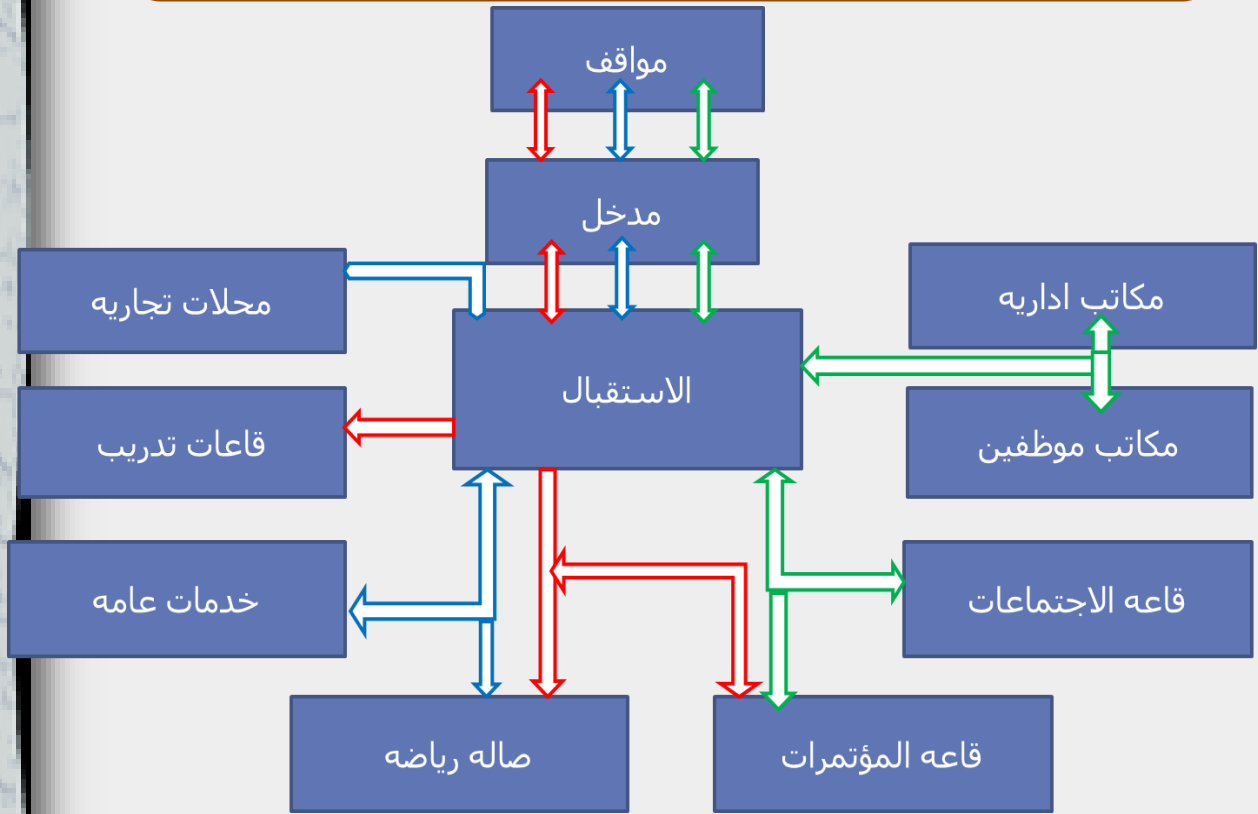 مواقف
مدخل
محلات تجاريه
مكاتب اداريه
الاستقبال
قاعات تدريب
مكاتب موظفين
خدمات عامه
قاعه الاجتماعات
صاله رياضه
قاعه المؤتمرات